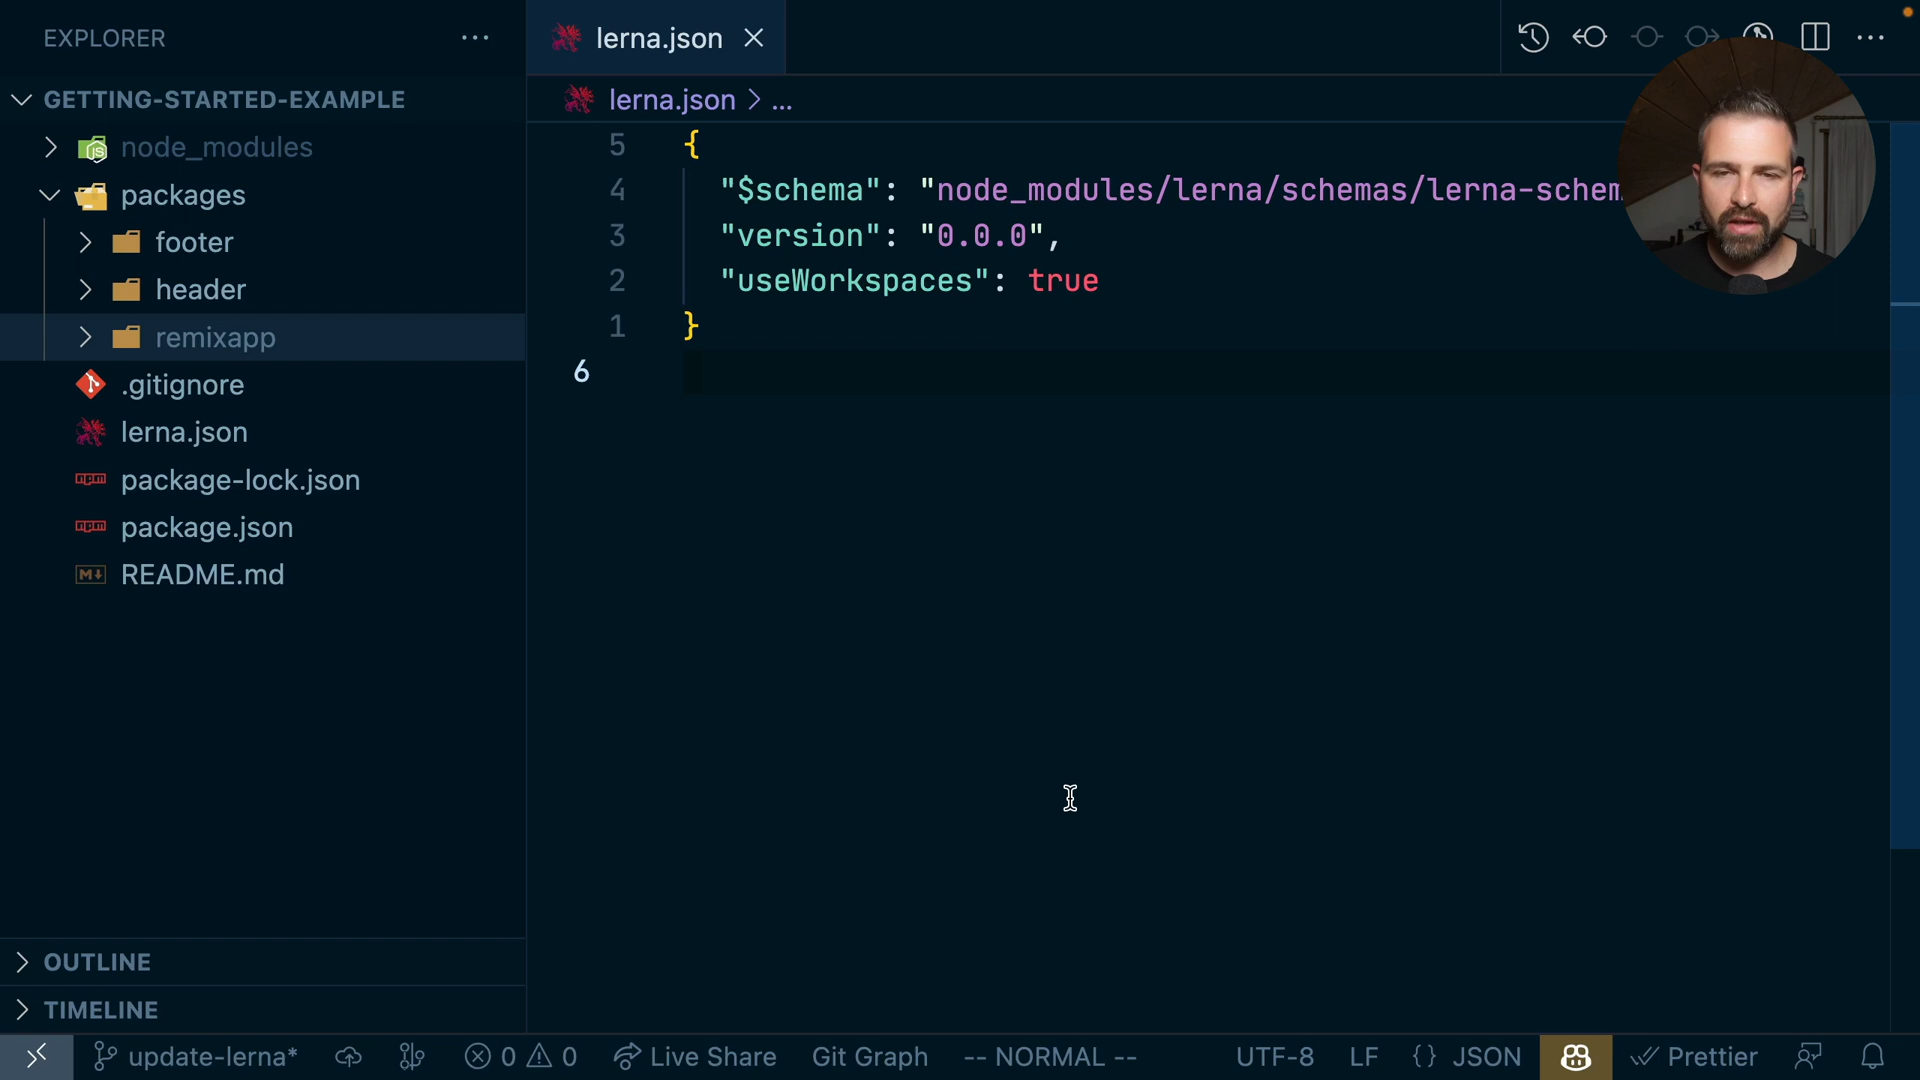 EXPLORER
GETTING-STARTED-EXAMPLE
node_modules
packages
footer
header
remixapp
.gitignore
lerna.json
package-lock.json
package.json
README.md
OUTLINE
TIMELINE
lerna.json
lerna.json > ...
5 {
4 "$schema": "node_modules/lerna/schemas/lerna-schem
3 "version": "0.0.0",
2 "useWorkspaces": true
1 }
6
update-lerna* 0 0 Live Share Git Graph -- NORMAL -- UTF-8 LF {} JSON Prettier